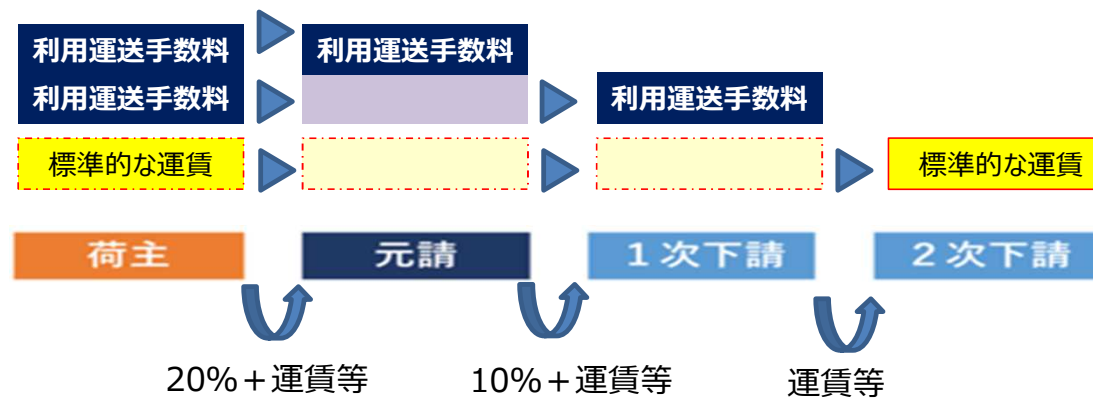 利用運送手数料 利用運送手数料
利用運送手数料 利用運送手数料
標準的な運賃 標準的な運賃
荷主 元請 1次下請 2次下請
20%＋運賃等 10%＋運賃等 運賃等